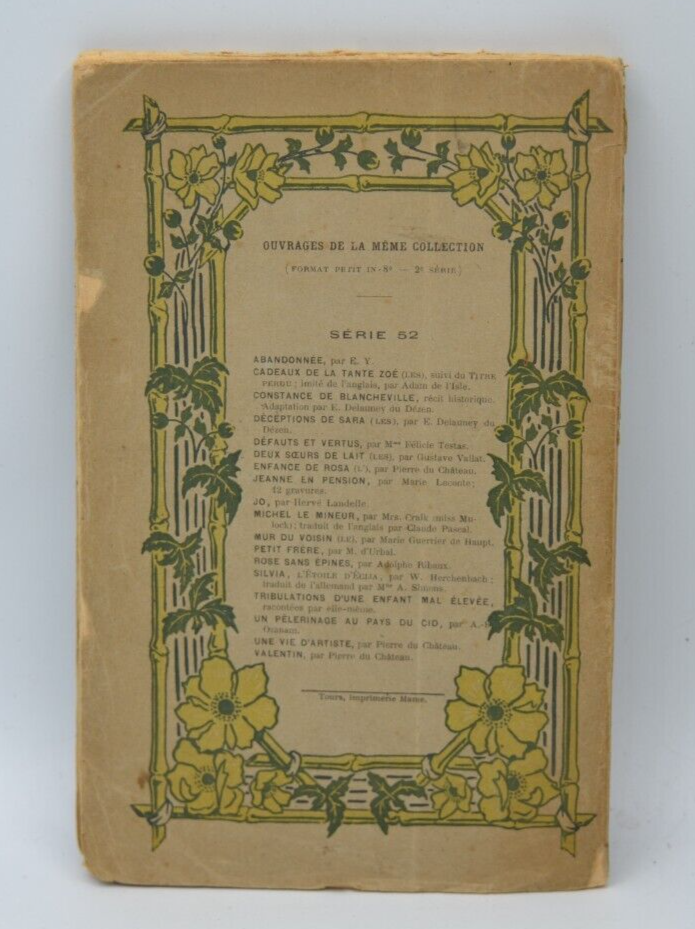 OUVRAGES DE LA MÊME COLLECTION
(FORMAT PETIT IN-8º — 2e SÉRIE)
SÉRIE 52
ABANDONNÉE, par E. Y.
CADEAUX DE LA TANTE ZOÉ (LES), suivi du TITRE
PERDU; imité de l'anglais, par Adam de l'Isle.
CONSTANCE DE BLANCHEVILLE, récit historique.
Adaptation par E. Delauney du Dézen.
DÉCEPTIONS DE SARA (LES), par E. Delauney du
Dézen.
DÉFAUTS ET VERTUS, par Mme Félicie Testas.
DEUX SŒURS DE LAIT (LES), par Gustave Vallat.
ENFANCE DE ROSA (L'), par Pierre du Château.
JEANNE EN PENSION, par Marie Laconte;
12 gravures.
JO, par Hervé Landelle.
MICHEL LE MINEUR, par Mrs. Craik (miss Mu-
lock); traduit de l'anglais par Claude Pascal.
MUR DU VOISIN (LE), par Marie Guerrier de Haupt.
PETIT FRÈRE, par M. d'Urbal.
ROSE SANS ÉPINES, par Adolphe Ribaux.
SILVIA, L'ÉTOILE D'ÉGIJA, par W. Herchenbach;
traduit de l'allemand par Mme A. Simons.
TRIBULATIONS D'UNE ENFANT MAL ÉLEVÉE,
racontées par elle-même.
UN PÈLERINAGE AU PAYS DU CID, par A.-F.
Ozanam.
UNE VIE D'ARTISTE, par Pierre du Château.
VALENTIN, par Pierre du Château.
Tours, imprimerie Mame.